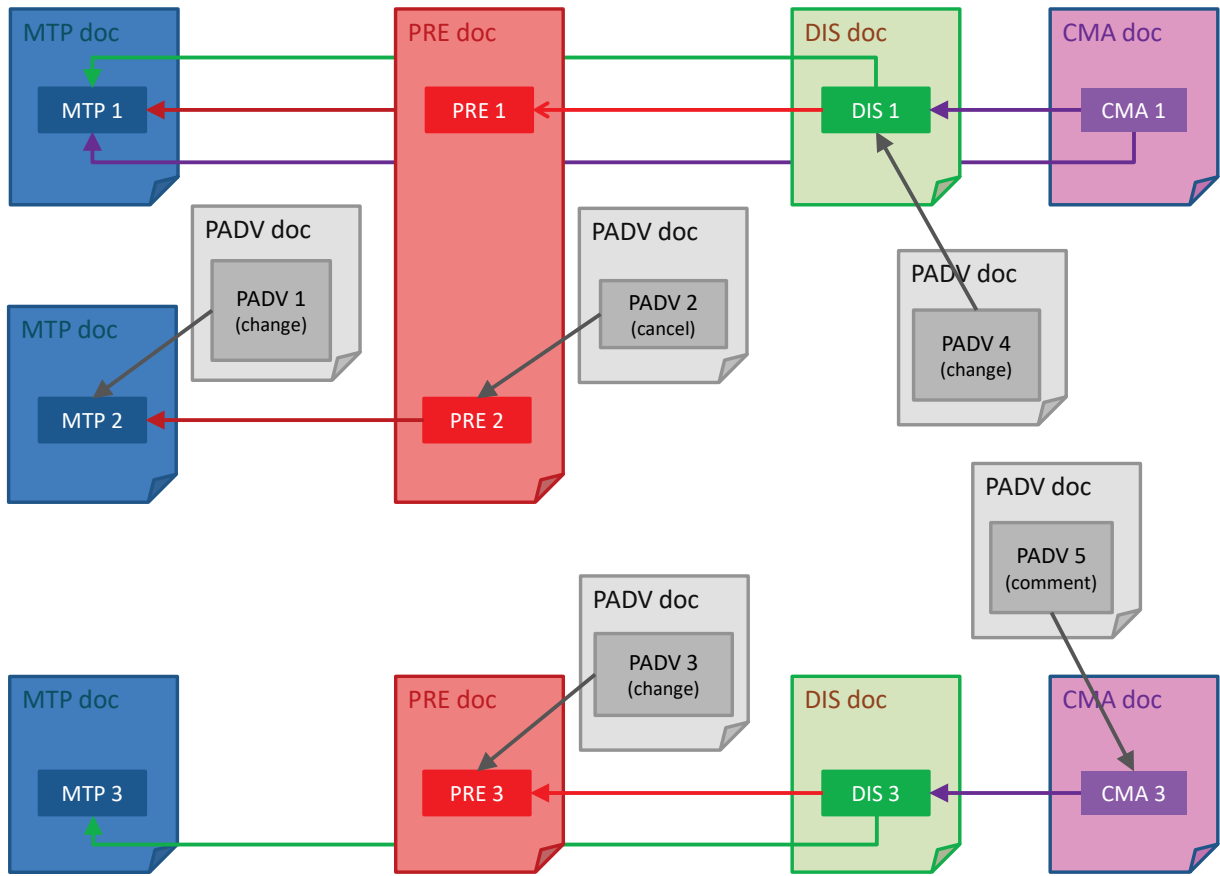 MTP doc
PRE doc
DIS doc
CMA doc
MTP 1
PRE 1
DIS 1
CMA 1
PADV doc
PADV 1
(change)
PADV doc
PADV 2
(cancel)
PADV doc
PADV 4
(change)
MTP doc
MTP 2
PRE 2
PADV doc
PADV 5
(comment)
PADV doc
PADV 3
(change)
MTP doc
PRE doc
DIS doc
CMA doc
MTP 3
PRE 3
DIS 3
CMA 3